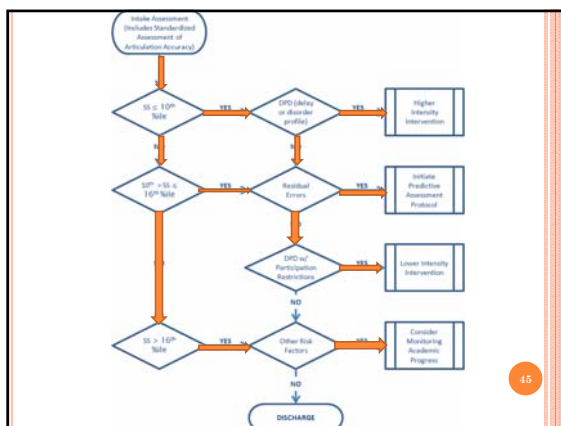 Intake Assessment
(Includes Standardized
Assessment of
Articulation Accuracy)
SS ≤ 10th
%ile
YES
DPD (delay
or disorder
profile)
YES
Higher
Intensity
Intervention
16th %ile
YES
Residual
Errors
YES
Initiate
Predictive
Assessment
Protocol
DPD w/
Participation
Restrictions
YES
Lower Intensity
Intervention
NO
SS > 16th
%ile
YES
Other Risk
Factors
YES
Consider
Monitoring
Academic
Progress
NO
DISCHARGE
45